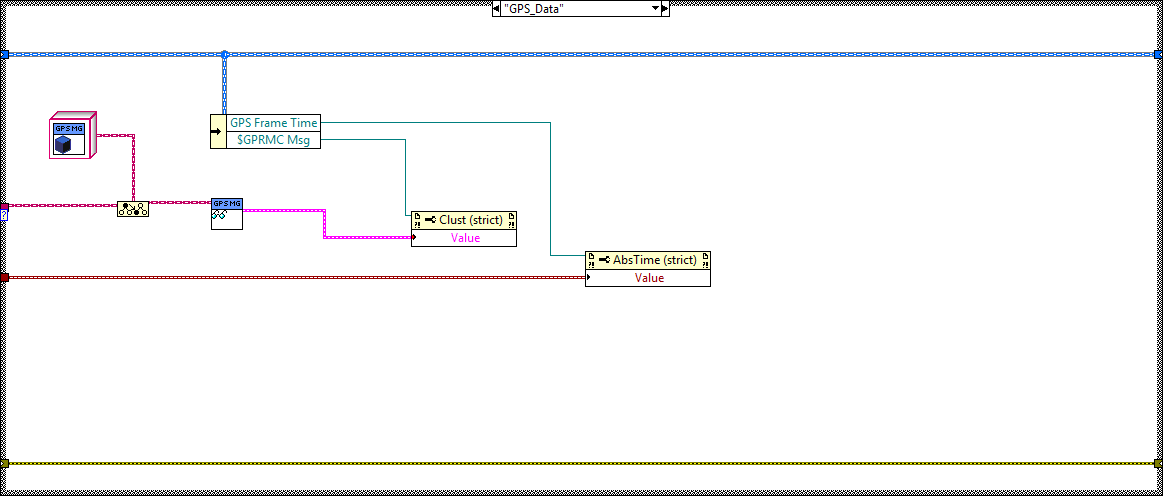 "GPS_Data"
GPS Frame Time
$GPRMC Msg
GPS MG
?
GPS MG
Clust (strict)
Value
AbsTime (strict)
Value